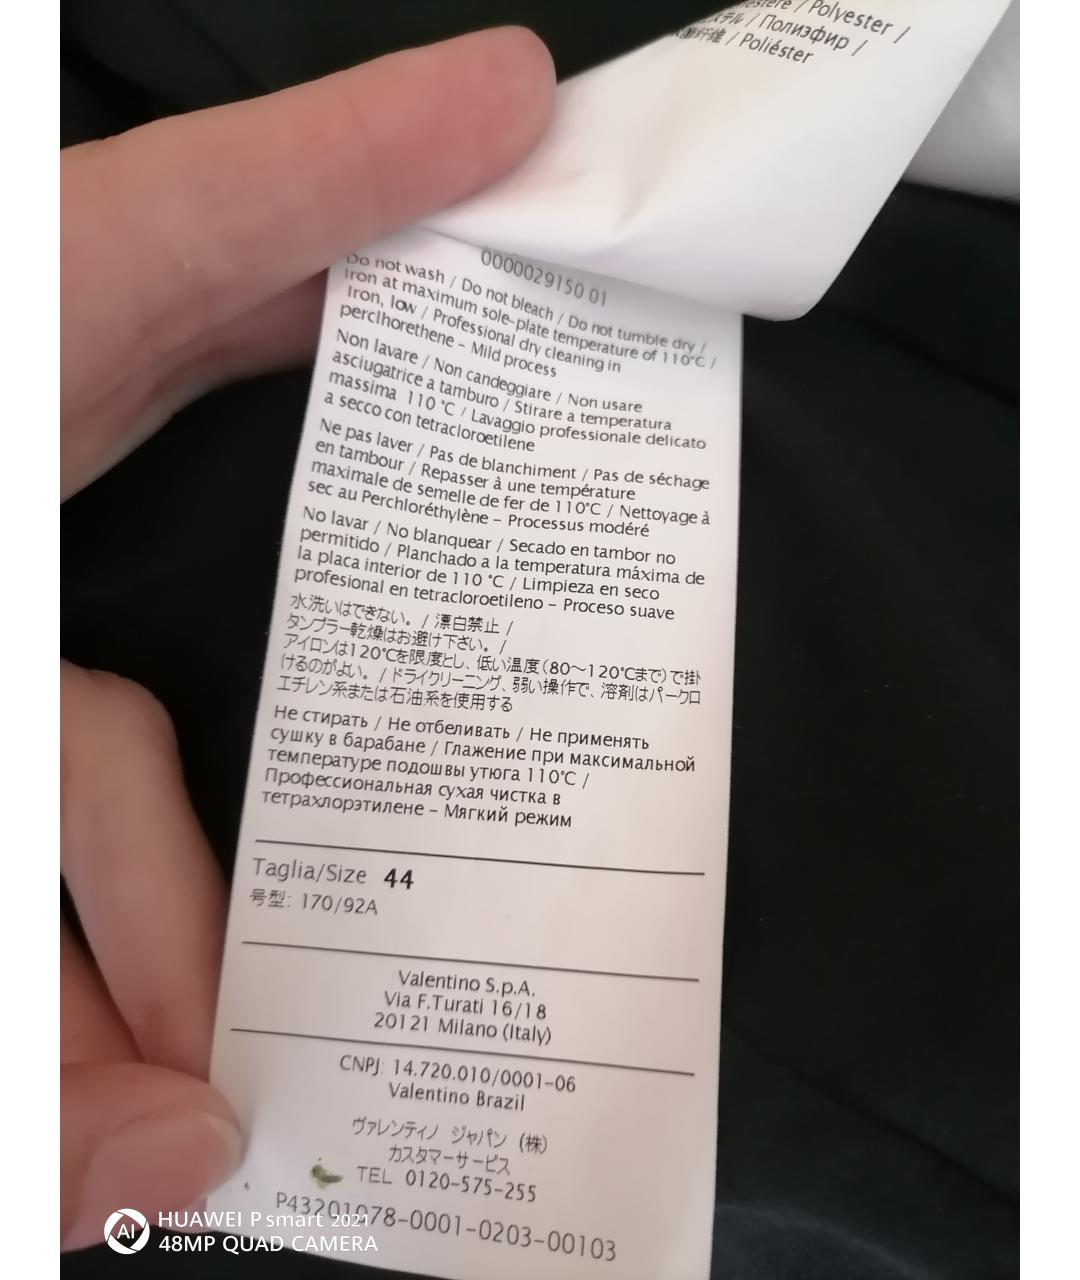 / Polyester /
/ Полиэфир /
/ Poliéster
0000029150 01
Do not wash / Do not bleach / Do not tumble dry /
Iron at maximum sole-plate temperature of 110°C /
Iron, low / Professional dry cleaning in
perclhorethene – Mild process
Non lavare / Non candeggiare / Non usare
asciugatrice a tamburo / Stirare a temperatura
massima 110 °C / Lavaggio professionale delicato
a secco con tetracloroetilene
Ne pas laver / Pas de blanchiment / Pas de séchage
en tambour / Repasser à une température
maximale de semelle de fer de 110°C / Nettoyage à
sec au Perchloréthylène – Processus modéré
No lavar / No blanquear / Secado en tambor no
permitido / Planchado a la temperatura máxima de
la placa interior de 110 °C / Limpieza en seco
profesional en tetracloroetileno – Proceso suave
水洗いはできない。/ 漂白禁止 /
タンブラー乾燥はお避け下さい。/
アイロンは120℃を限度とし、低い温度(80〜120℃まで)で掛
けるのがよい。/ ドライクリーニング、弱い操作で、溶剤はパークロ
エチレン系または石油系を使用する
Не стирать / Не отбеливать / Не применять
сушку в барабане / Глажение при максимальной
температуре подошвы утюга 110°C /
Профессиональная сухая чистка в
тетрахлорэтилене – Мягкий режим
Taglia/Size 44
号型: 170/92A
Valentino S.p.A.
Via F.Turati 16/18
20121 Milano (Italy)
CNPJ: 14.720.010/0001-06
Valentino Brazil
ヴァレンティノ ジャパン (株)
カスタマーサービス
TEL 0120-575-255
P43201078-0001-0203-00103
AI HUAWEI P smart 2021
48MP QUAD CAMERA